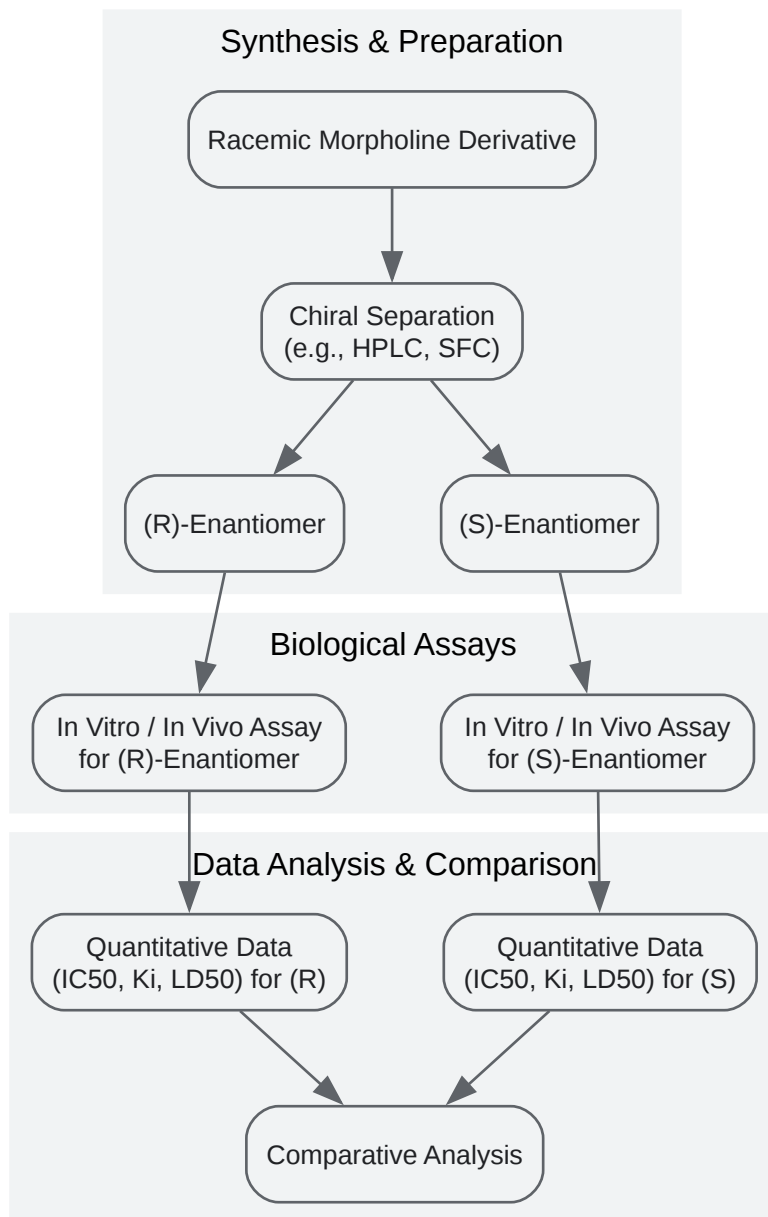 Synthesis & Preparation
Racemic Morpholine Derivative
Chiral Separation
(e.g., HPLC, SFC)
(R)-Enantiomer
(S)-Enantiomer
Biological Assays
In Vitro / In Vivo Assay
for (R)-Enantiomer
In Vitro / In Vivo Assay
for (S)-Enantiomer
Data Analysis & Comparison
Quantitative Data
(IC50, Ki, LD50) for (R)
Quantitative Data
(IC50, Ki, LD50) for (S)
Comparative Analysis